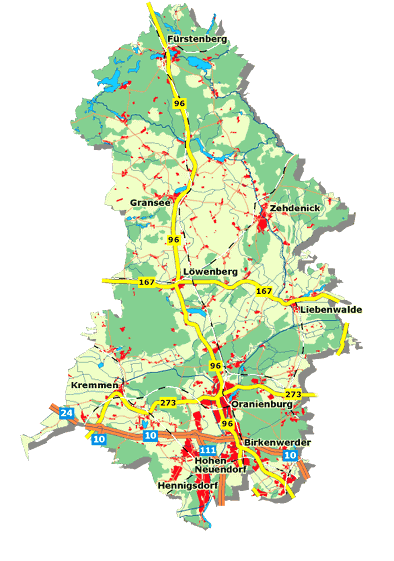 Fürstenberg
96
Gransee
Zehdenick
96
Löwenberg
167
167
Liebenwalde
96
Kremmen
273
273
Oranienburg
24
96
10
10
Birkenwerder
111
10
Hohen
Neuendorf
Hennigsdorf